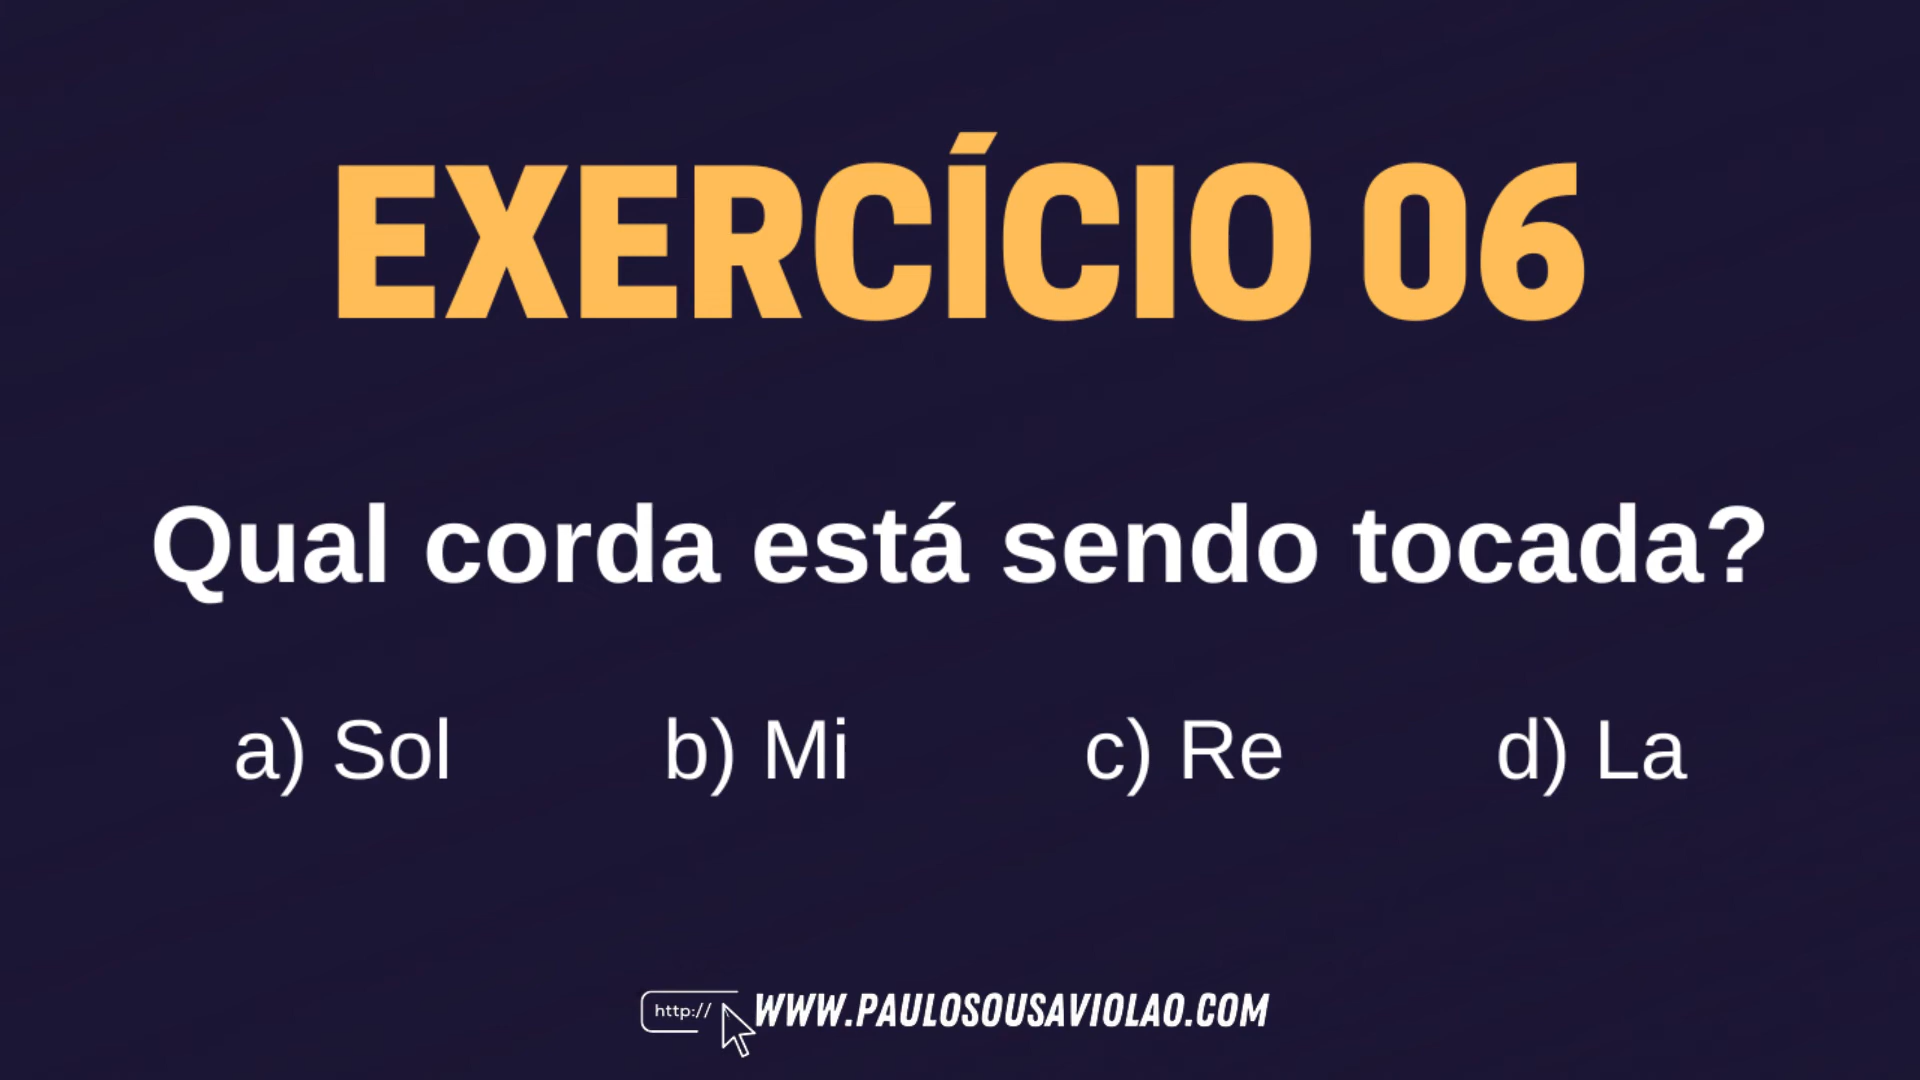 EXERCÍCIO 06
Qual corda está sendo tocada?
a) Sol b) Mi c) Re d) La
http:// WWW.PAULOSOUSAVIOLAO.COM